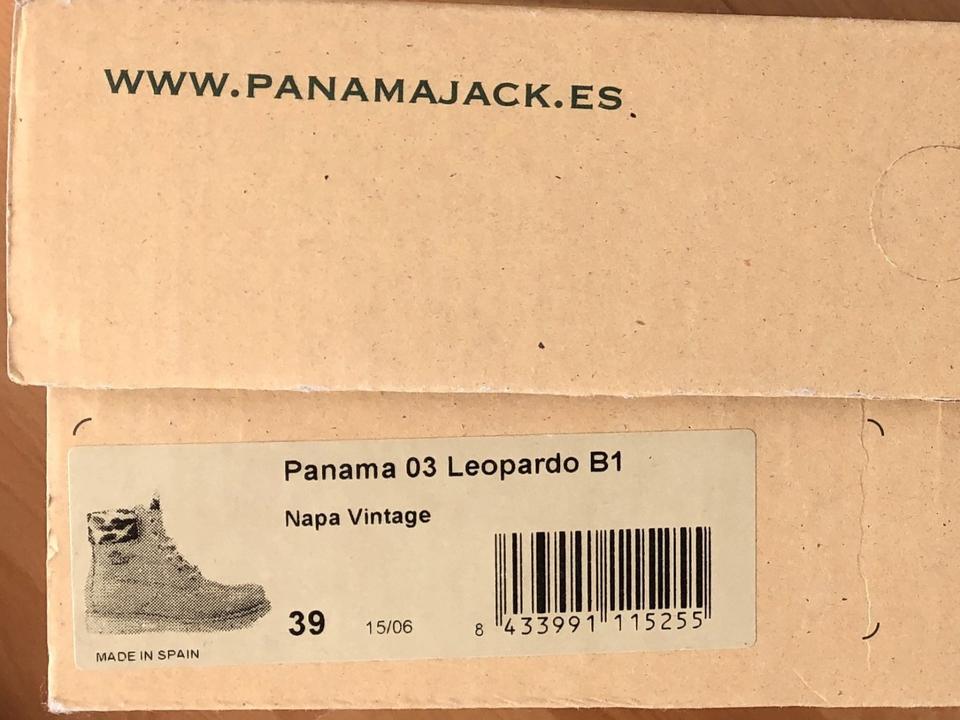 WWW.PANAMAJACK.ES
Panama 03 Leopardo B1
Napa Vintage
39 15/06 8 433991 115255
MADE IN SPAIN